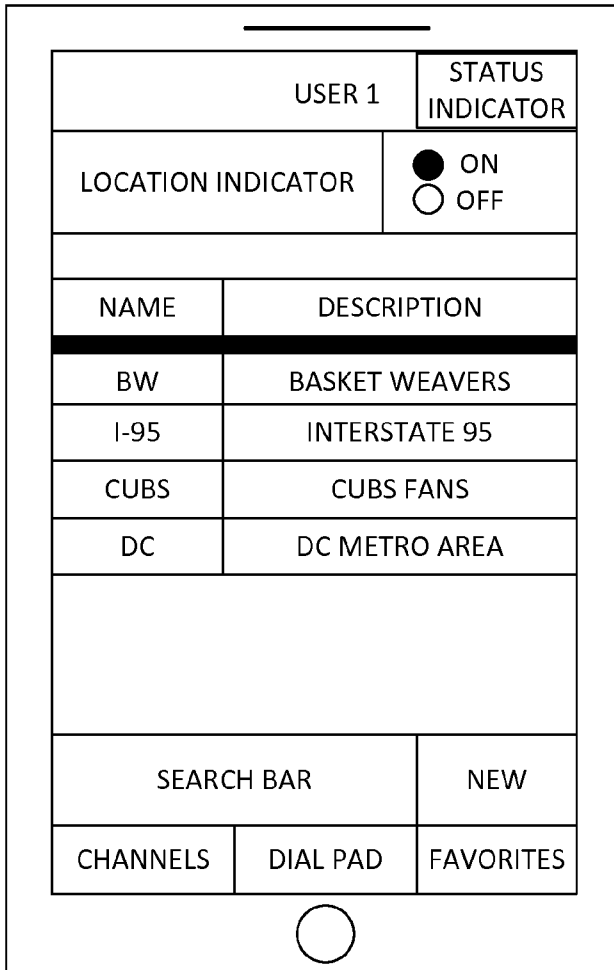 USER 1
STATUS
INDICATOR
LOCATION INDICATOR
ON
OFF
NAME
DESCRIPTION
BW
BASKET WEAVERS
I-95
INTERSTATE 95
CUBS
CUBS FANS
DC
DC METRO AREA
SEARCH BAR
NEW
CHANNELS
DIAL PAD
FAVORITES